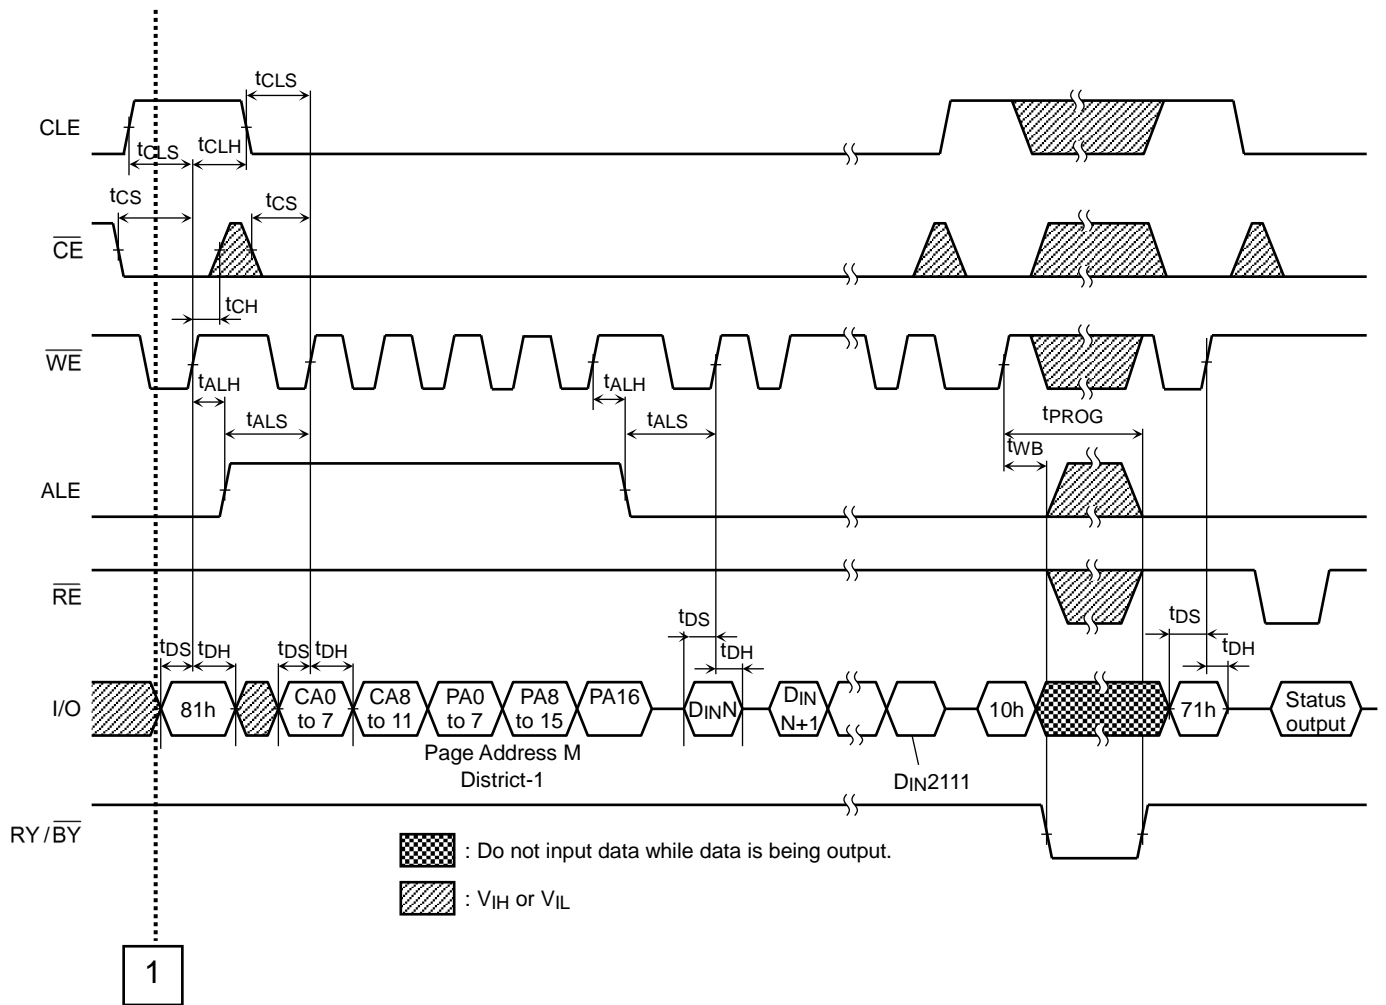 tCLS
CLE
tCLS
tCLH
tCS
tCS
CE
tCH
WE
tALH
tALH
tALS
tALS
tPROG
tWB
ALE
RE
tDS
tDH
tDS
tDH
tDS
tDH
tDS
tDH
I/O
81h
CA0
to 7
CA8
to 11
PA0
to 7
PA8
to 15
PA16
DINN
DIN
N+1
10h
71h
Status
output
Page Address M
District-1
DIN2111
RY/BY
: Do not input data while data is being output.
: VIH or VIL
1